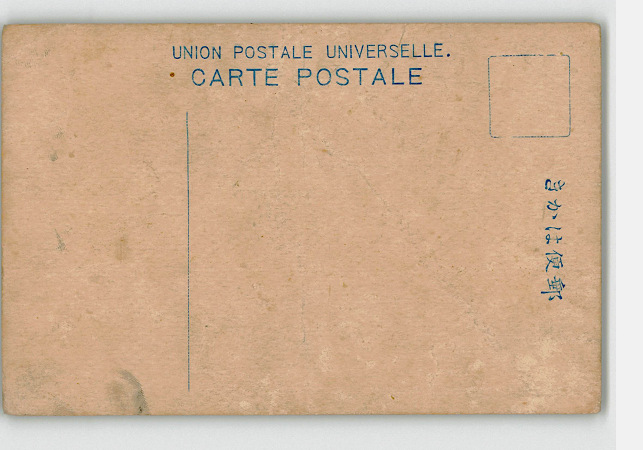 UNION POSTALE UNIVERSELLE.
CARTE POSTALE
郵便はかき